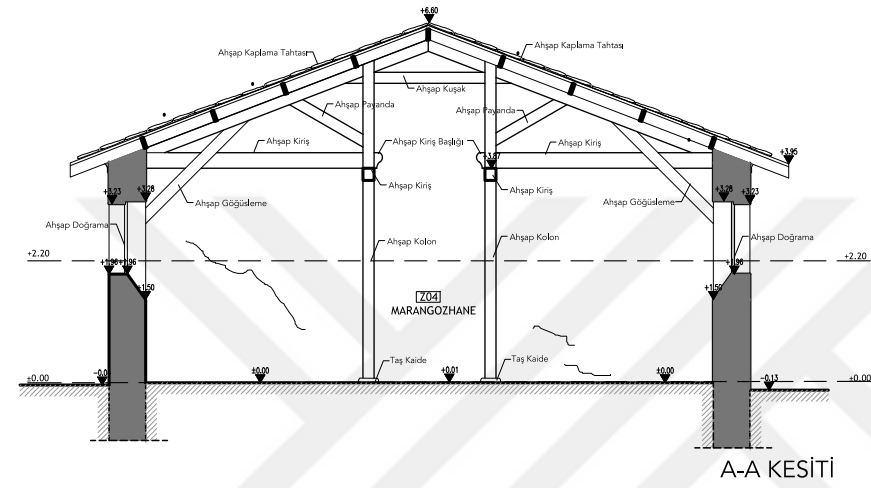 +6.60
Ahşap Kaplama Tahtası
Ahşap Kaplama Tahtası
Ahşap Kuşak
Ahşap Payanda
Ahşap Payanda
Ahşap Kiriş
Ahşap Kiriş Başlığı
Ahşap Kiriş
+3.95
+3.87
Ahşap Kiriş
Ahşap Kiriş
+3.23
+3.28
Ahşap Göğüsleme
Ahşap Göğüsleme
+3.28
+3.23
Ahşap Doğrama
Ahşap Kolon
Ahşap Kolon
Ahşap Doğrama
+2.20
+2.20
+1.96
+1.96
+1.96
+1.50
+1.50
Z04
MARANGOZHANE
Taş Kaide
Taş Kaide
±0.00
±0.00
+0.01
±0.00
-0.13
±0.00
A-A KESİTİ